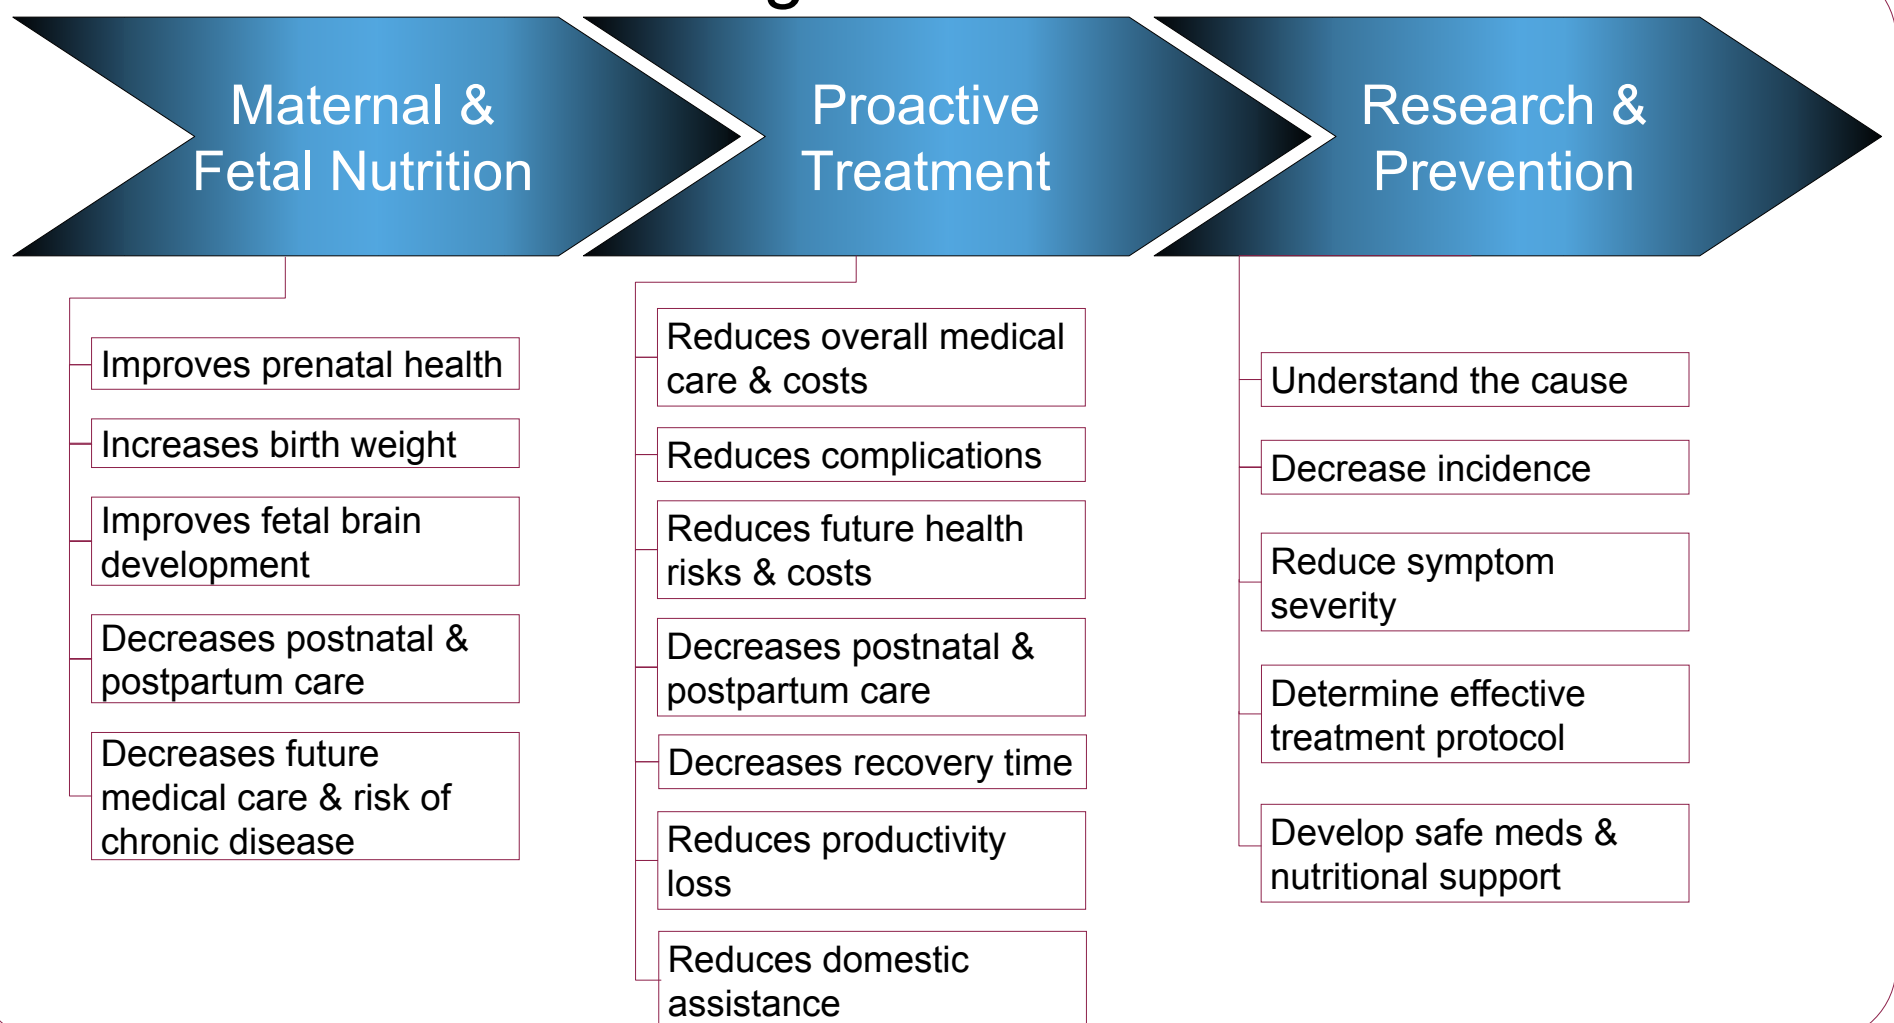 Maternal &
Fetal Nutrition
Improves prenatal health
Increases birth weight
Improves fetal brain
development
Decreases postnatal &
postpartum care
Decreases future
medical care & risk of
chronic disease
Proactive
Treatment
Reduces overall medical
care & costs
Reduces complications
Reduces future health
risks & costs
Decreases postnatal &
postpartum care
Decreases recovery time
Reduces productivity
loss
Reduces domestic
assistance
Research &
Prevention
Understand the cause
Decrease incidence
Reduce symptom
severity
Determine effective
treatment protocol
Develop safe meds &
nutritional support